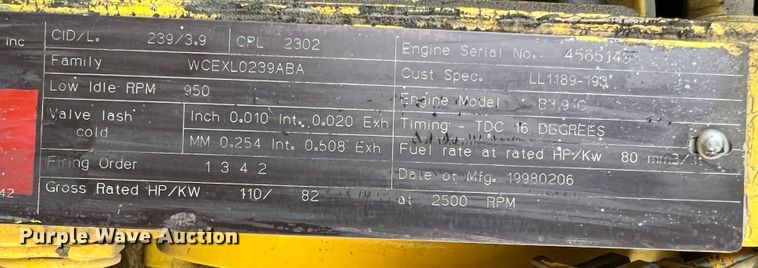 inc
CID/L. 239/3.9 CPL 2302
Family WCEXL0239ABA
Low Idle RPM 950
Valve lash cold
Inch 0.010 Int. 0.020 Exh
MM 0.254 Int. 0.508 Exh
Firing Order 1 3 4 2
Gross Rated HP/KW 110/ 82 at 2500 RPM
Engine Serial No.
Cust Spec. LL1189-193
Engine Model B3.9-C
Timing - TDC 16 DEGREES
Fuel rate at rated HP/Kw 80 mm3/st
Date of Mfg. 19980206
42
Purple Wave Auction